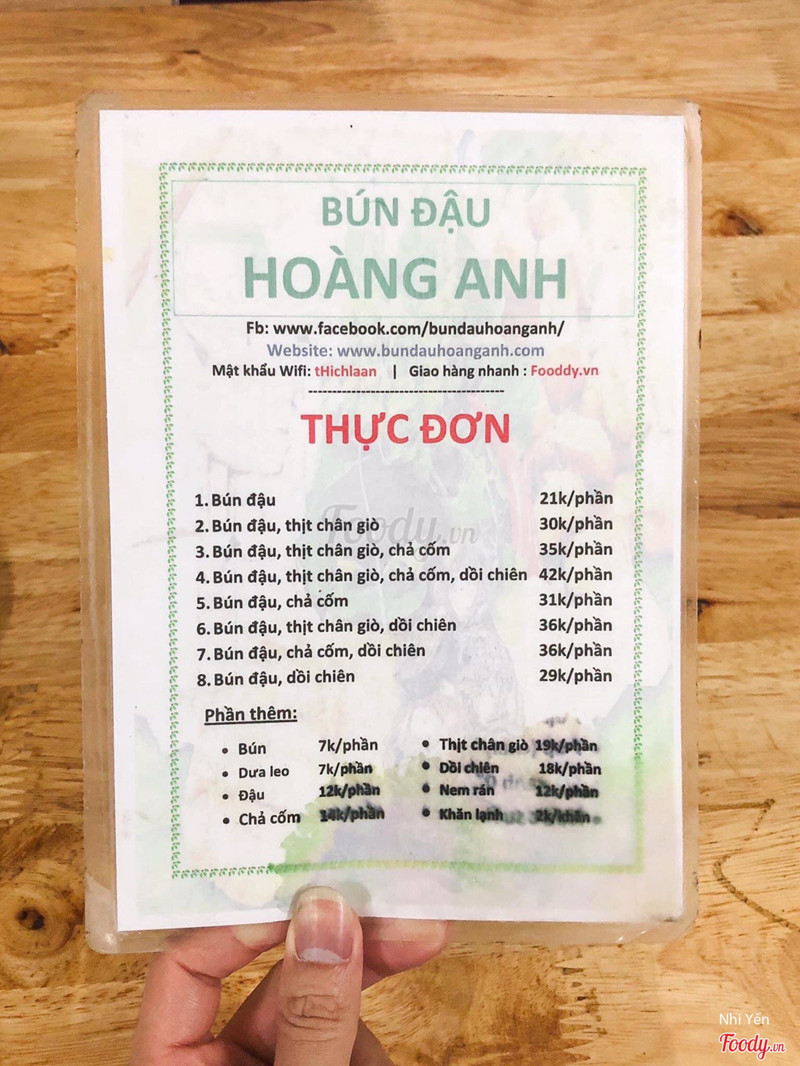 BÚN ĐẬU
HOÀNG ANH
Fb: www.facebook.com/bundauhoanganh/
Website: www.bundauhoanganh.com
Mật khẩu Wifi: tHichlaan | Giao hàng nhanh : Fooddy.vn
----------------------------------------
THỰC ĐƠN
1. Bún đậu 21k/phần
2. Bún đậu, thịt chân giò 30k/phần
3. Bún đậu, thịt chân giò, chả cốm 35k/phần
4. Bún đậu, thịt chân giò, chả cốm, dồi chiên 42k/phần
5. Bún đậu, chả cốm 31k/phần
6. Bún đậu, thịt chân giò, dồi chiên 36k/phần
7. Bún đậu, chả cốm, dồi chiên 36k/phần
8. Bún đậu, dồi chiên 29k/phần
Foody.vn
Phần thêm:
• Bún 7k/phần • Thịt chân giò 19k/phần
• Dưa leo 7k/phần • Dồi chiên 18k/phần
• Đậu 12k/phần • Nem rán 12k/phần
• Chả cốm 14k/phần • Khăn lạnh 2k/khăn
Nhi Yến
Foody.vn